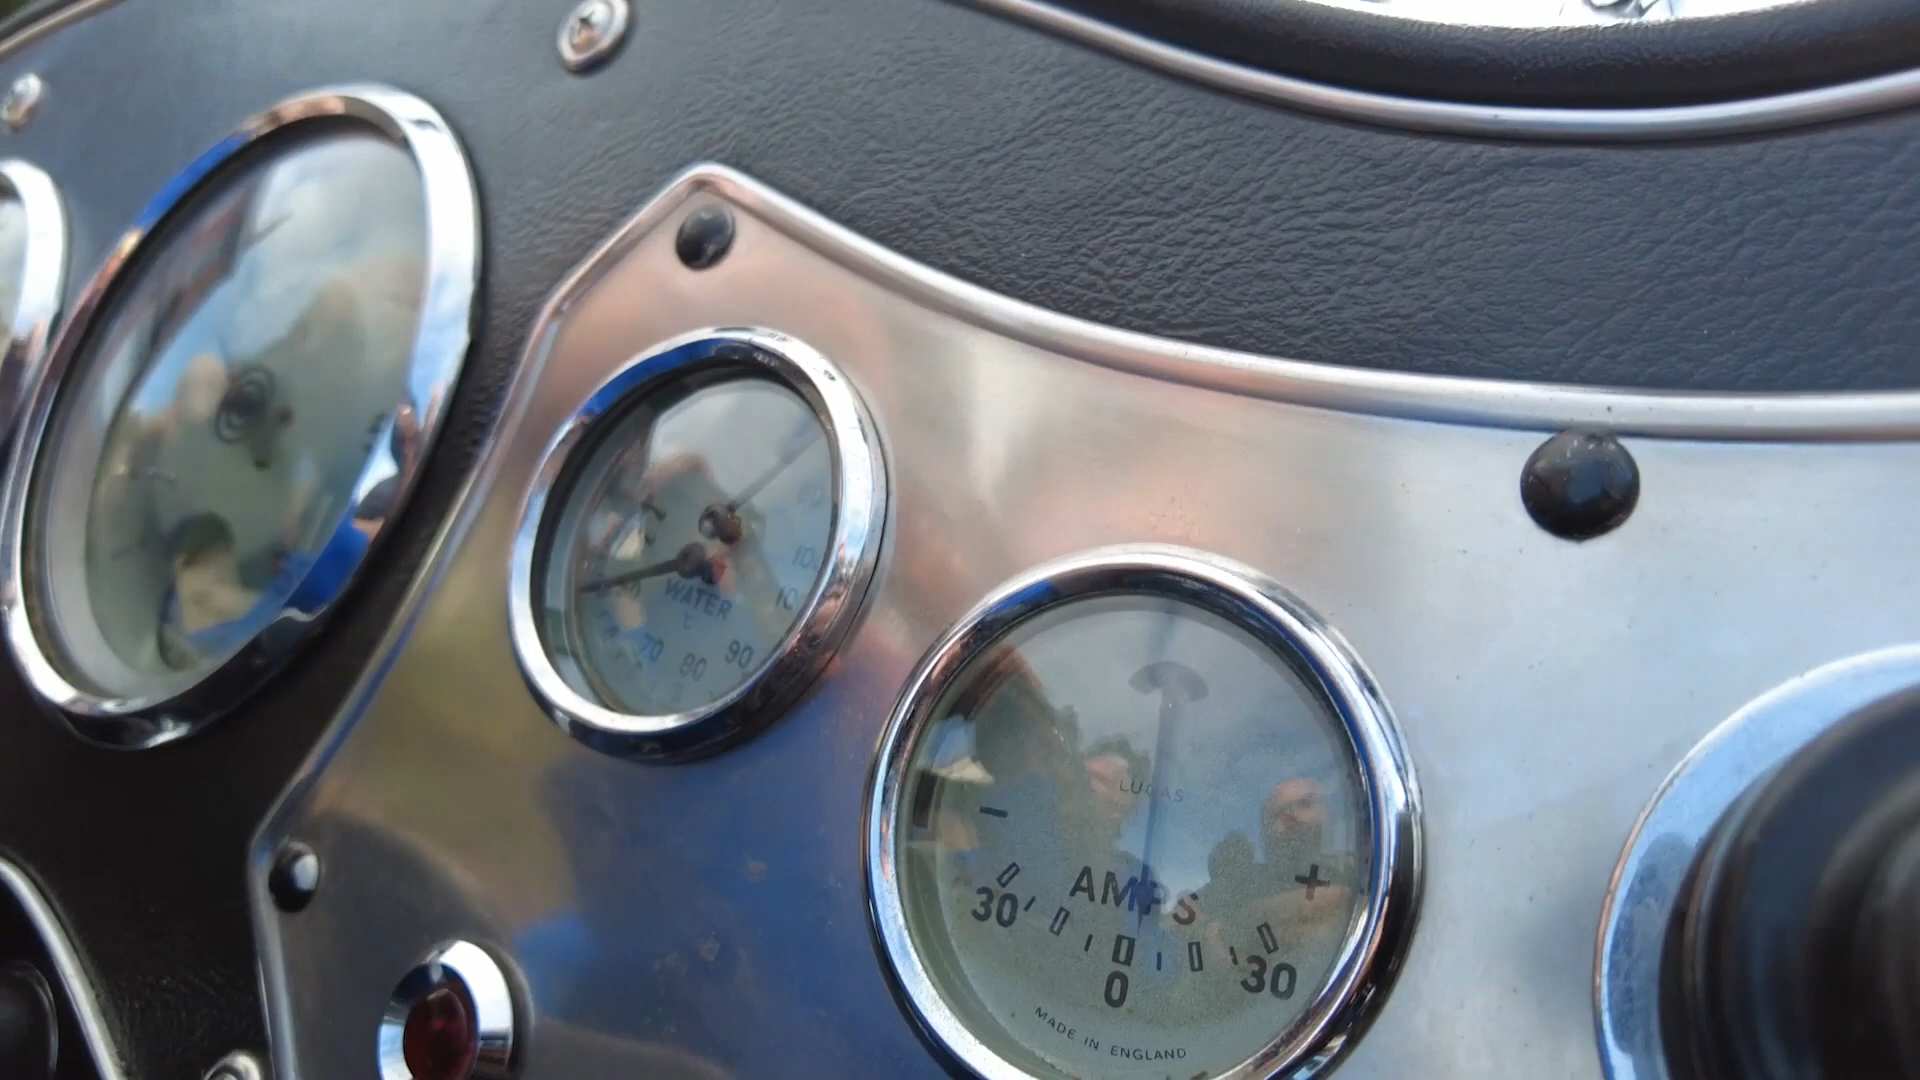 WATER
°C
70 80 90
LUCAS
- +
AMPS
30 30
0
MADE IN ENGLAND